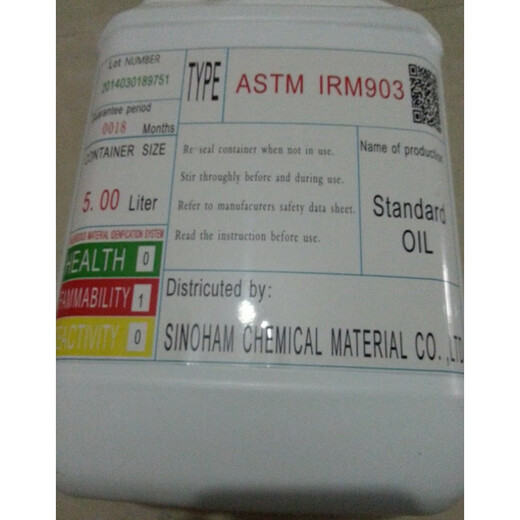 Lot NUMBER
2014030189751
Guarantee period
0018 Months
CONTAINER SIZE
5.00 Liter
TYPE
ASTM IRM903
Re-seal container when not in use.
Stir throughly before and during use.
Refer to manufacurers safety data sheet.
Read the instruction before use.
Name of production
Standard
OIL
HEALTH 0
FLAMMABILITY 1
REACTIVITY 0
Districuted by:
SINOHAM CHEMICAL MATERIAL CO. ,LTD